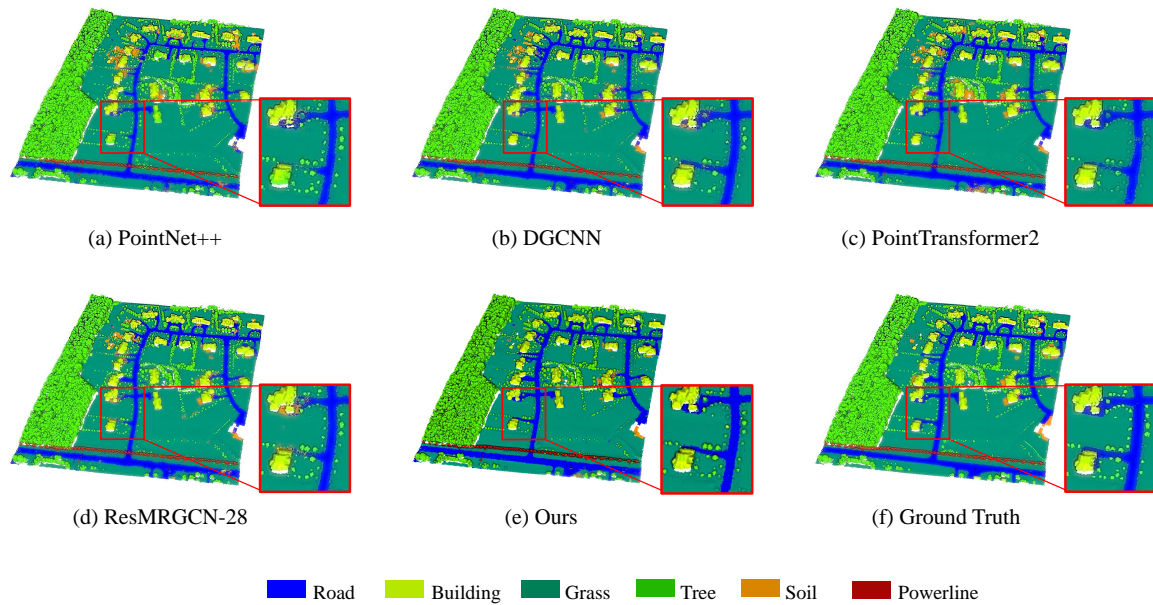 (a) PointNet++
(b) DGCNN
(c) PointTransformer2
(d) ResMRGCN-28
(e) Ours
(f) Ground Truth
Road Building Grass Tree Soil Powerline